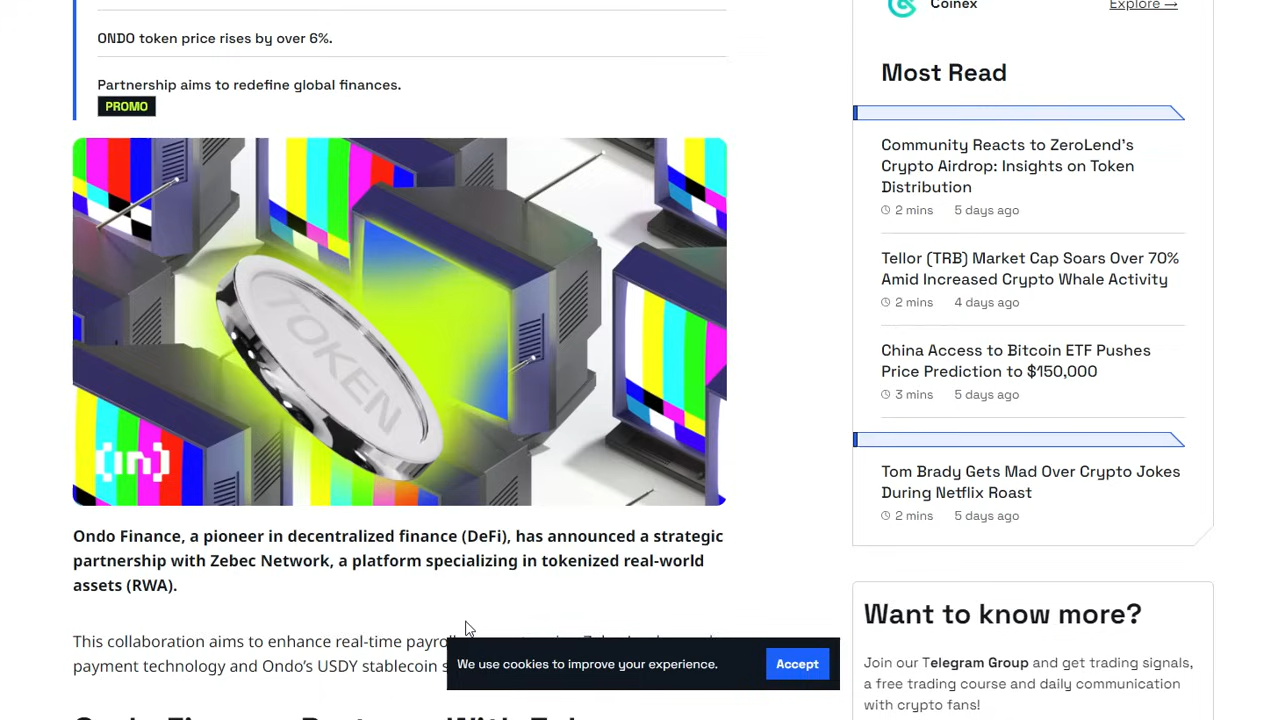 ONDO token price rises by over 6%.
Partnership aims to redefine global finances.
PROMO
TOKEN
(in)
Ondo Finance, a pioneer in decentralized finance (DeFi), has announced a strategic
partnership with Zebec Network, a platform specializing in tokenized real-world
assets (RWA).
This collaboration aims to enhance real-time payroll
payment technology and Ondo’s USDY stablecoin
We use cookies to improve your experience.
Accept
Coinex
Explore →
Most Read
Community Reacts to ZeroLend’s
Crypto Airdrop: Insights on Token
Distribution
2 mins 5 days ago
Tellor (TRB) Market Cap Soars Over 70%
Amid Increased Crypto Whale Activity
2 mins 4 days ago
China Access to Bitcoin ETF Pushes
Price Prediction to $150,000
3 mins 5 days ago
Tom Brady Gets Mad Over Crypto Jokes
During Netflix Roast
2 mins 5 days ago
Want to know more?
Join our Telegram Group and get trading signals,
a free trading course and daily communication
with crypto fans!